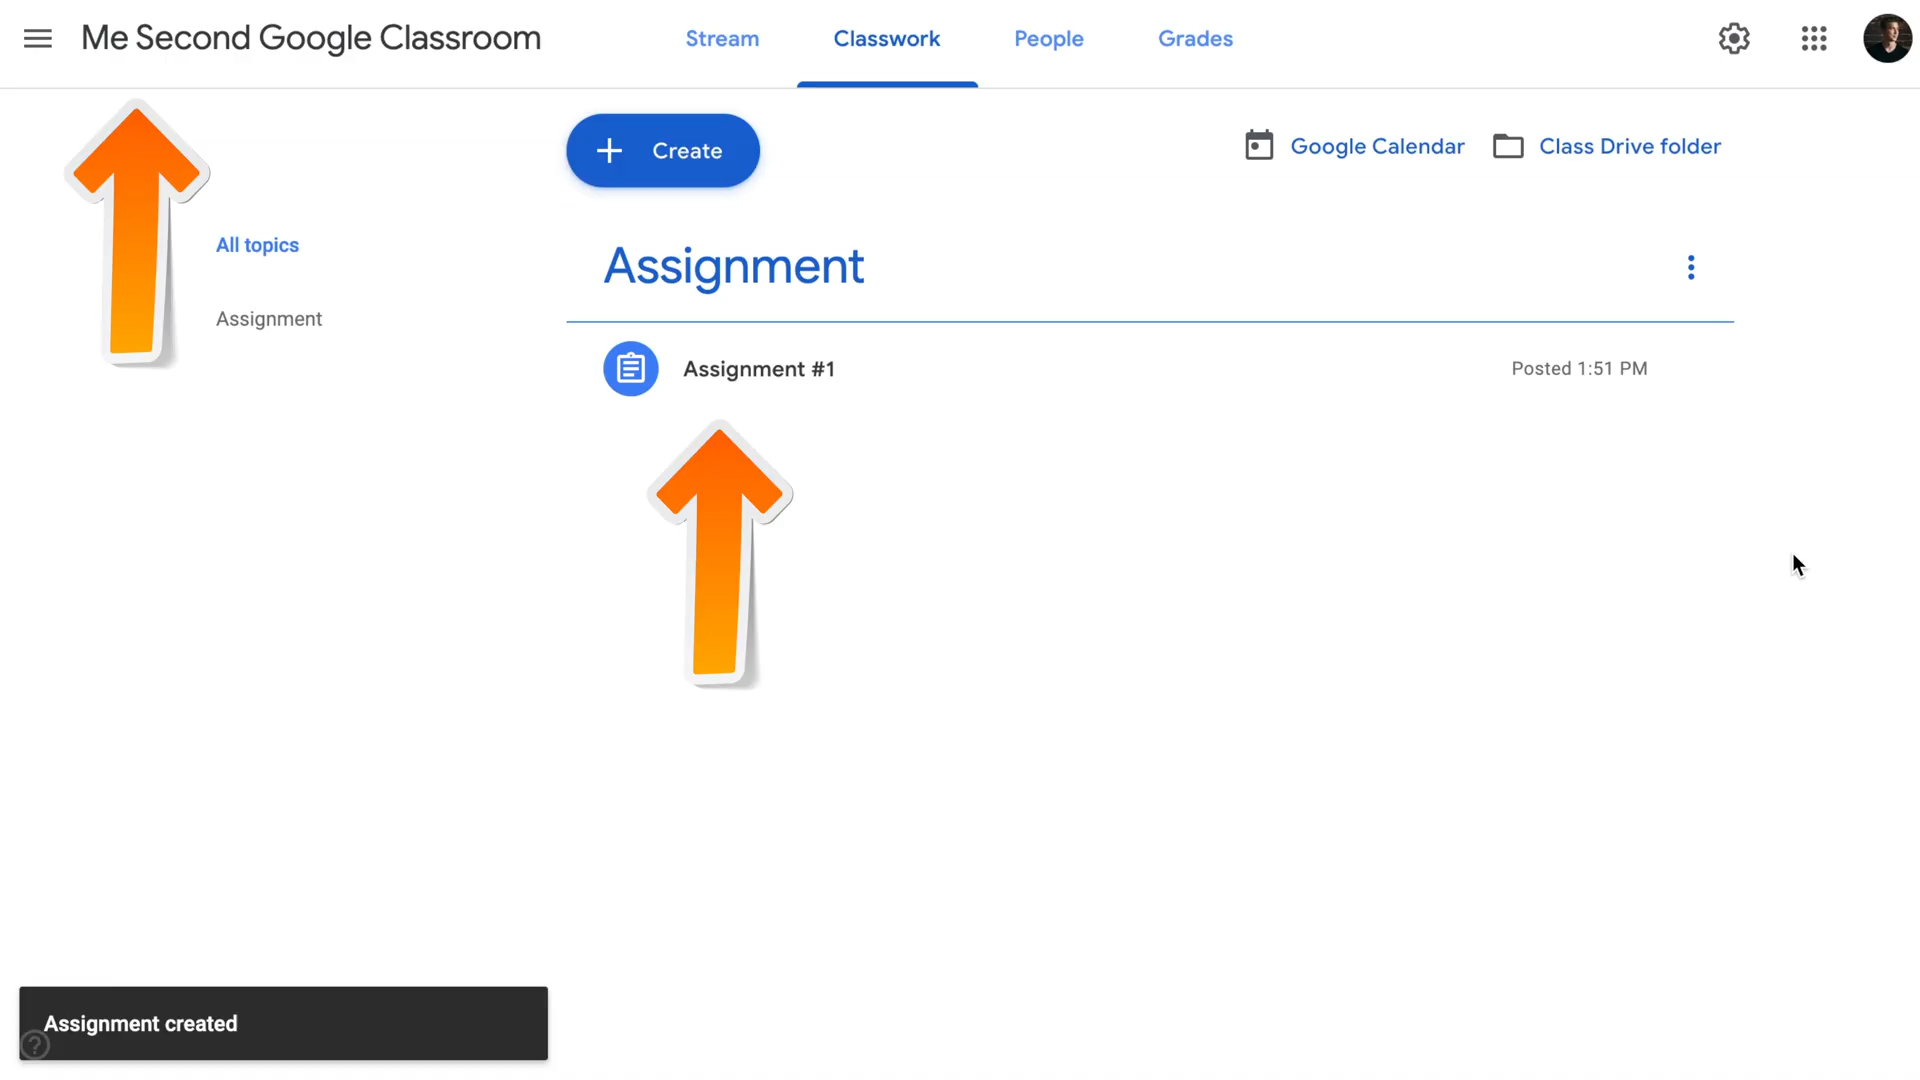 Me Second Google Classroom
Stream
Classwork
People
Grades
Create
Google Calendar
Class Drive folder
All topics
Assignment
Assignment
Assignment #1
Posted 1:51 PM
Assignment created
?